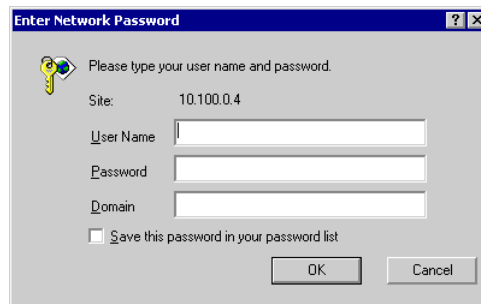 Enter Network Password
Please type your user name and password.
Site: 10.100.0.4
User Name
Password
Domain
Save this password in your password list
OK Cancel